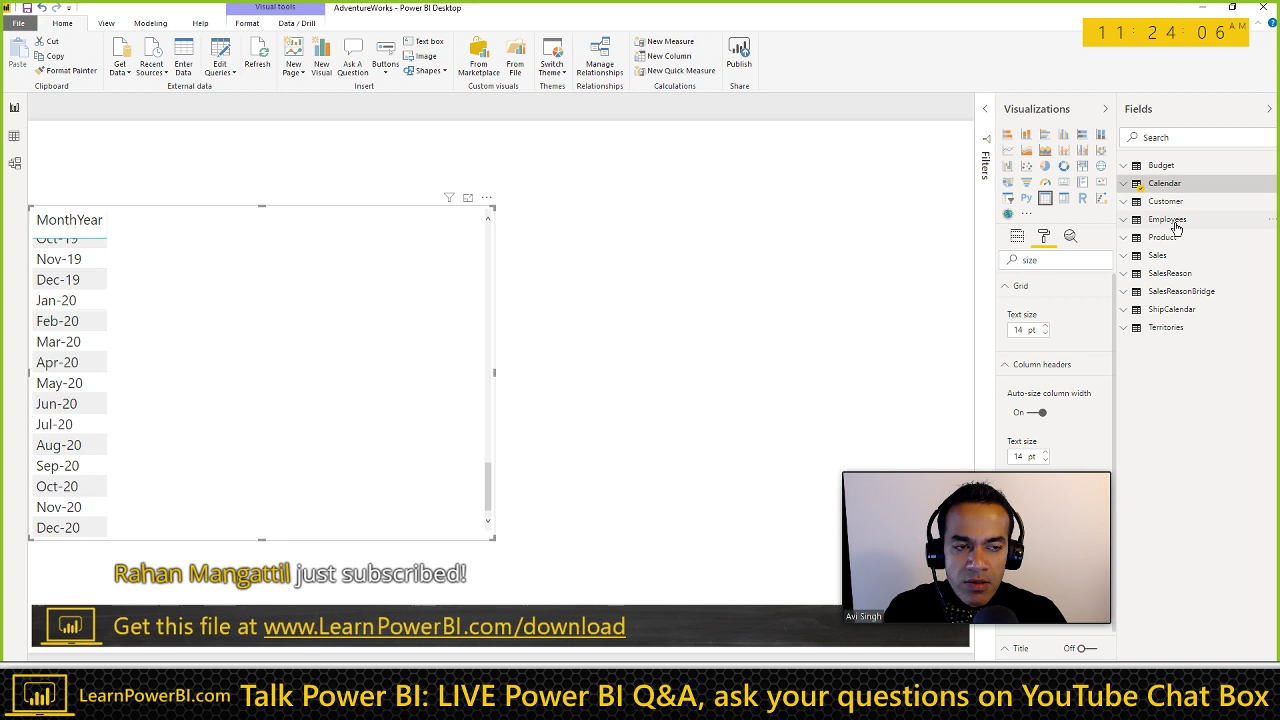 Visual tools
AdventureWorks - Power BI Desktop
File
Home
View
Modeling
Help
Format
Data / Drill
11:24:06 AM
Paste
Cut
Copy
Format Painter
Clipboard
Get Data
Recent Sources
Enter Data
Edit Queries
External data
Refresh
New Page
New Visual
Ask A Question
Buttons
Text box
Image
Shapes
Insert
From Marketplace
From File
Custom visuals
Switch Theme
Themes
Manage Relationships
Relationships
New Measure
New Column
New Quick Measure
Calculations
Publish
Share
MonthYear
Oct-19
Nov-19
Dec-19
Jan-20
Feb-20
Mar-20
Apr-20
May-20
Jun-20
Jul-20
Aug-20
Sep-20
Oct-20
Nov-20
Dec-20
Filters
Visualizations
Py
R
size
Grid
Text size
14 pt
Column headers
Auto-size column width
On
Text size
14 pt
Title
Off
Fields
Search
Budget
Calendar
Customer
Employees
Product
Sales
SalesReason
SalesReasonBridge
ShipCalendar
Territories
Avi Singh
Rahan Mangattil just subscribed!
Get this file at www.LearnPowerBI.com/download
LearnPowerBI.com Talk Power BI: LIVE Power BI Q&A, ask your questions on YouTube Chat Box